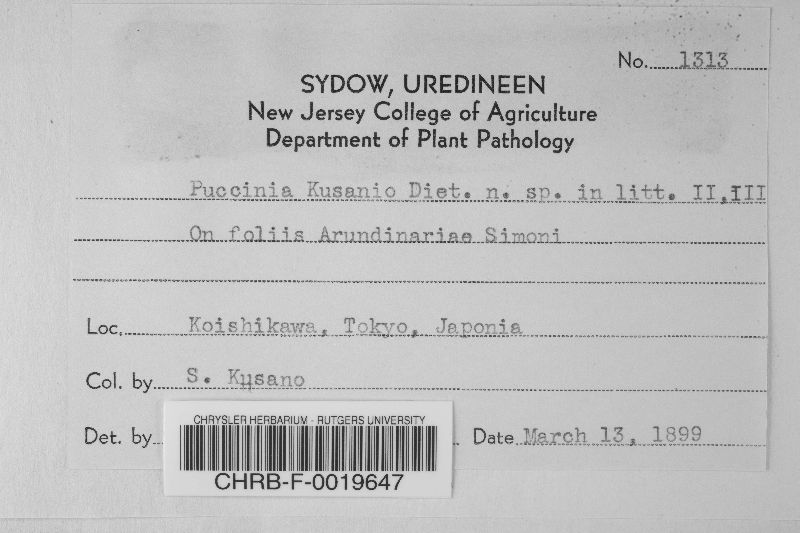 No. 1313
SYDOW, UREDINEEN
New Jersey College of Agriculture
Department of Plant Pathology
Puccinia Kusanio Diet. n. sp. in litt. II,III
On foliis Arundinariae Simoni
Loc. Koishikawa, Tokyo, Japonia
Col. by S. Kusano
Det. by Date March 13, 1899
CHRYSLER HERBARIUM - RUTGERS UNIVERSITY
CHRB-F-0019647